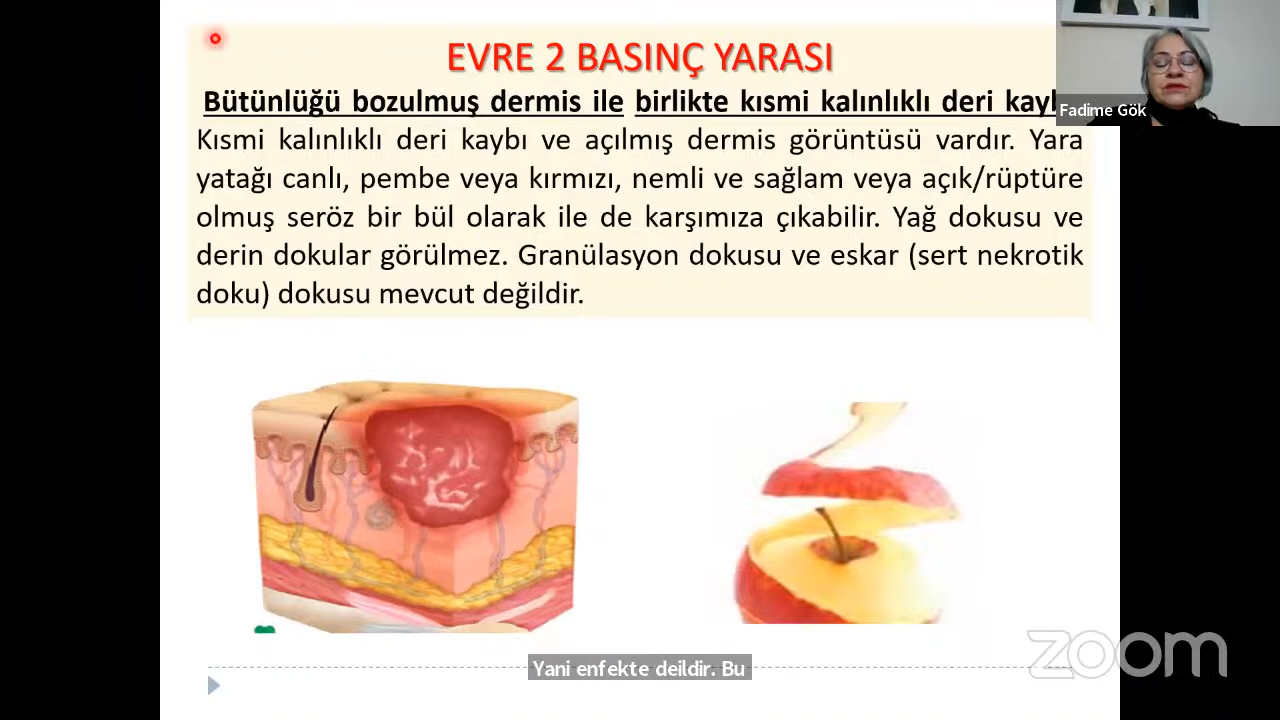 EVRE 2 BASINÇ YARASI
Bütünlüğü bozulmuş dermis ile birlikte kısmi kalınlıklı deri
Kısmi kalınlıklı deri kaybı ve açılmış dermis görüntüsü vardır. Yara
yatağı canlı, pembe veya kırmızı, nemli ve sağlam veya açık/rüptüre
olmuş seröz bir bül olarak ile de karşımıza çıkabilir. Yağ dokusu ve
derin dokular görülmez. Granülasyon dokusu ve eskar (sert nekrotik
doku) dokusu mevcut değildir.
Fadime Gök
zoom
Yani enfekte deildir. Bu